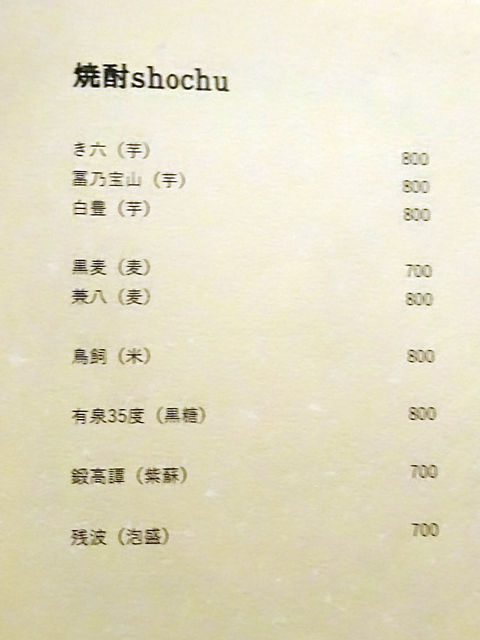 焼酎shochu
き六（芋） 800
富乃宝山（芋） 800
白豊（芋） 800
黒麦（麦） 700
兼八（麦） 800
鳥飼（米） 800
有泉35度（黒糖） 800
鍛高譚（紫蘇） 700
残波（泡盛） 700